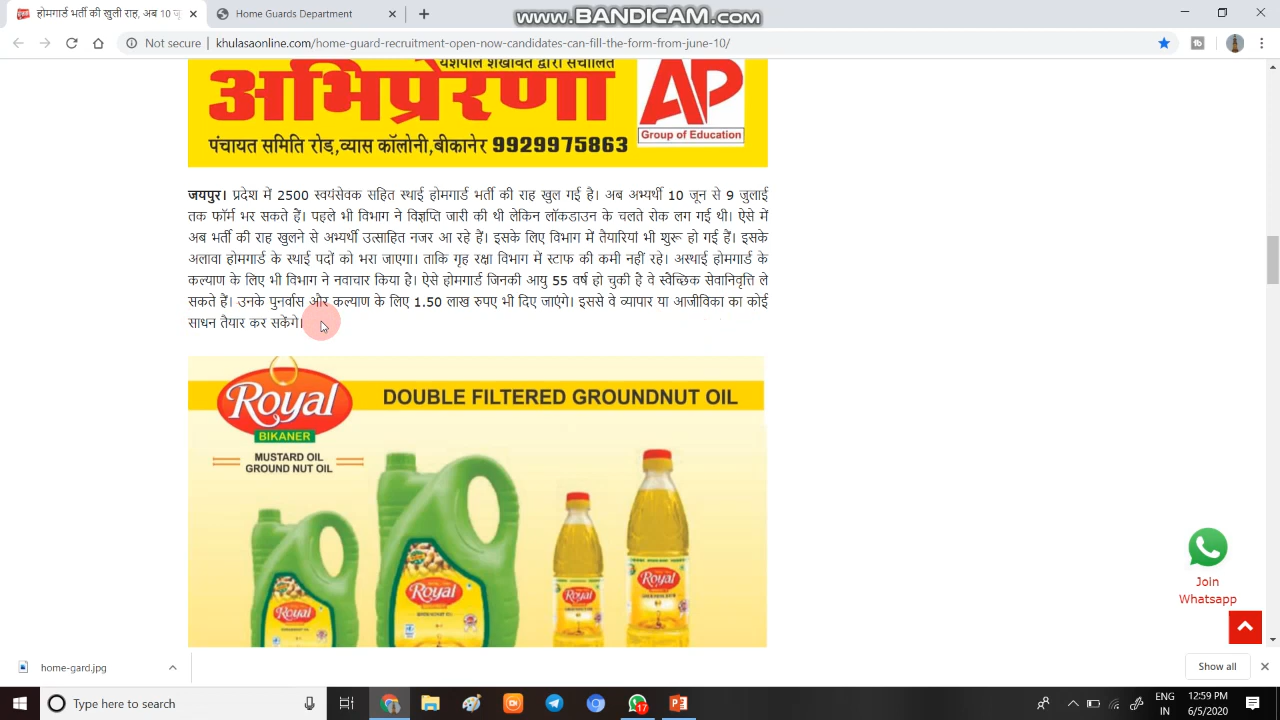 होमगार्ड भर्ती की खुली राह, अब 10 जू
Home Guards Department
www.BANDICAM.com
Not secure khulasaonline.com/home-guard-recruitment-open-now-candidates-can-fill-the-form-from-june-10/
यशपाल शेखावत द्वारा संचालित
अभिप्रेरणा
AP
Group of Education
पंचायत समिति रोड़,व्यास कॉलोनी,बीकानेर 9929975863
जयपुर। प्रदेश में 2500 स्वयंसेवक सहित स्थाई होमगार्ड भर्ती की राह खुल गई है। अब अभ्यर्थी 10 जून से 9 जुलाई
तक फॉर्म भर सकते हैं। पहले भी विभाग ने विज्ञप्ति जारी की थी लेकिन लॉकडाउन के चलते रोक लग गई थी। ऐसे में
अब भर्ती की राह खुलने से अभ्यर्थी उत्साहित नजर आ रहे हैं। इसके लिए विभाग में तैयारियां भी शुरू हो गई हैं। इसके
अलावा होमगार्ड के स्थाई पदों को भरा जाएगा। ताकि गृह रक्षा विभाग में स्टाफ की कमी नहीं रहे। अस्थाई होमगार्ड के
कल्याण के लिए भी विभाग ने नवाचार किया है। ऐसे होमगार्ड जिनकी आयु 55 वर्ष हो चुकी है वे स्वैच्छिक सेवानिवृत्ति ले
सकते हैं। उनके पुनर्वास और कल्याण के लिए 1.50 लाख रुपए भी दिए जाएंगे। इससे वे व्यापार या आजीविका का कोई
साधन तैयार कर सकेंगे।
Royal
BIKANER
DOUBLE FILTERED GROUNDNUT OIL
MUSTARD OIL
GROUND NUT OIL
Royal
Royal
Royal
Royal
Join
Whatsapp
home-gard.jpg
Show all
Type here to search
17
ENG
IN
12:59 PM
6/5/2020